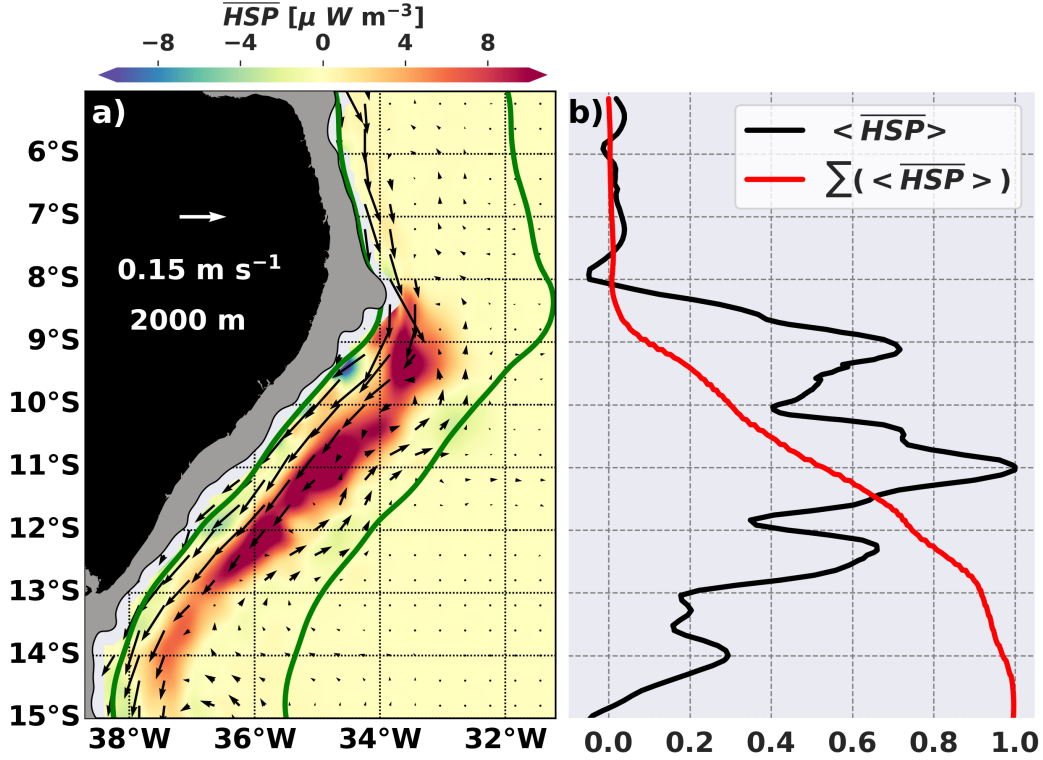 HSP [μ W m⁻³]
−8 −4 0 4 8
a)
b)
< HSP >
∑( < HSP > )
0.15 m s⁻¹
2000 m
6°S
7°S
8°S
9°S
10°S
11°S
12°S
13°S
14°S
15°S
38°W 36°W 34°W 32°W
0.0 0.2 0.4 0.6 0.8 1.0